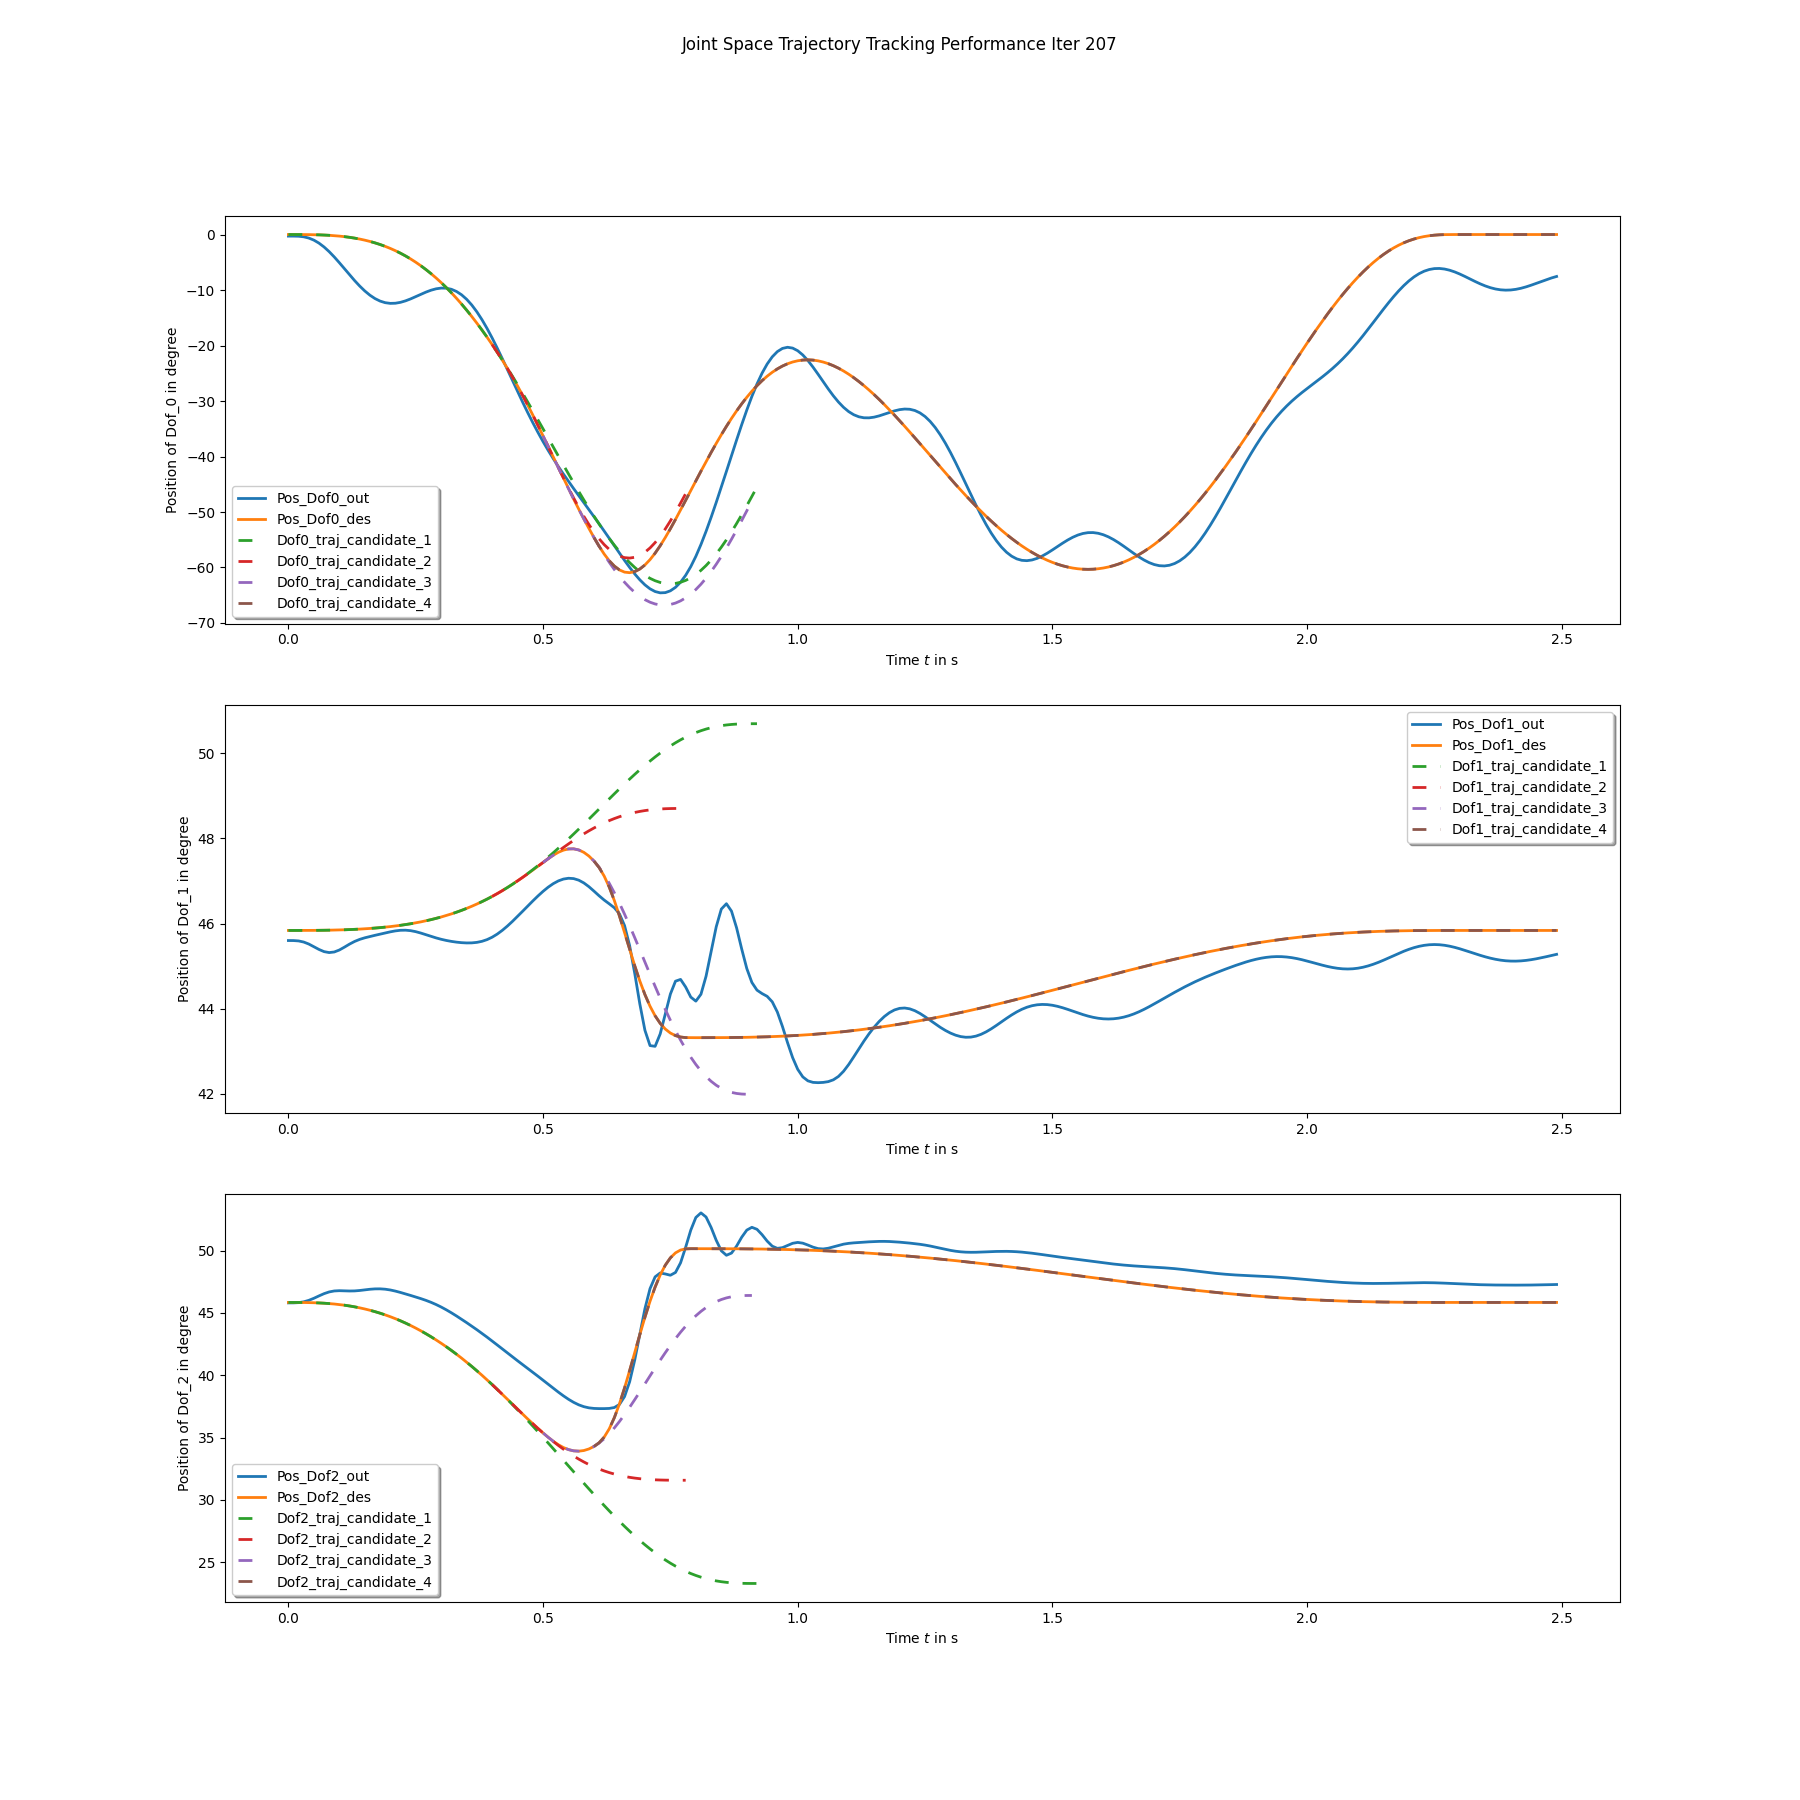 Joint Space Trajectory Tracking Performance Iter 207
Position of Dof_0 in degree
0
−10
−20
−30
−40
−50
−60
−70
Pos_Dof0_out
Pos_Dof0_des
Dof0_traj_candidate_1
Dof0_traj_candidate_2
Dof0_traj_candidate_3
Dof0_traj_candidate_4
0.0 0.5 1.0 1.5 2.0 2.5
Time t in s
Position of Dof_1 in degree
50
48
46
44
42
Pos_Dof1_out
Pos_Dof1_des
Dof1_traj_candidate_1
Dof1_traj_candidate_2
Dof1_traj_candidate_3
Dof1_traj_candidate_4
0.0 0.5 1.0 1.5 2.0 2.5
Time t in s
Position of Dof_2 in degree
50
45
40
35
30
25
Pos_Dof2_out
Pos_Dof2_des
Dof2_traj_candidate_1
Dof2_traj_candidate_2
Dof2_traj_candidate_3
Dof2_traj_candidate_4
0.0 0.5 1.0 1.5 2.0 2.5
Time t in s